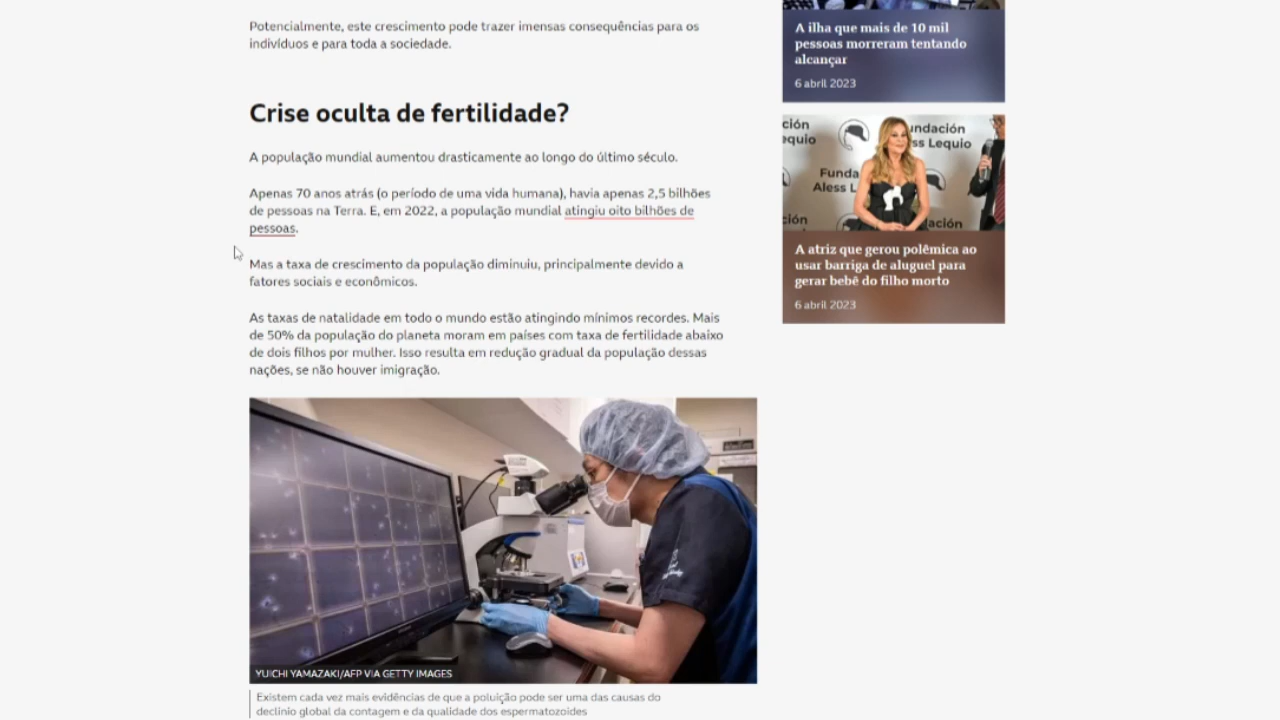 Potencialmente, este crescimento pode trazer imensas consequências para os
indivíduos e para toda a sociedade.
Crise oculta de fertilidade?
A população mundial aumentou drasticamente ao longo do último século.
Apenas 70 anos atrás (o período de uma vida humana), havia apenas 2,5 bilhões
de pessoas na Terra. E, em 2022, a população mundial atingiu oito bilhões de
pessoas.
Mas a taxa de crescimento da população diminuiu, principalmente devido a
fatores sociais e econômicos.
As taxas de natalidade em todo o mundo estão atingindo mínimos recordes. Mais
de 50% da população do planeta moram em países com taxa de fertilidade abaixo
de dois filhos por mulher. Isso resulta em redução gradual da população dessas
nações, se não houver imigração.
YUICHI YAMAZAKI/AFP VIA GETTY IMAGES
Existem cada vez mais evidências de que a poluição pode ser uma das causas do
declínio global da contagem e da qualidade dos espermatozoides
A ilha que mais de 10 mil
pessoas morreram tentando
alcançar
6 abril 2023
ción
equio
undación
ss Lequio
Funda
Aless L
ción
dación
A atriz que gerou polêmica ao
usar barriga de aluguel para
gerar bebê do filho morto
6 abril 2023